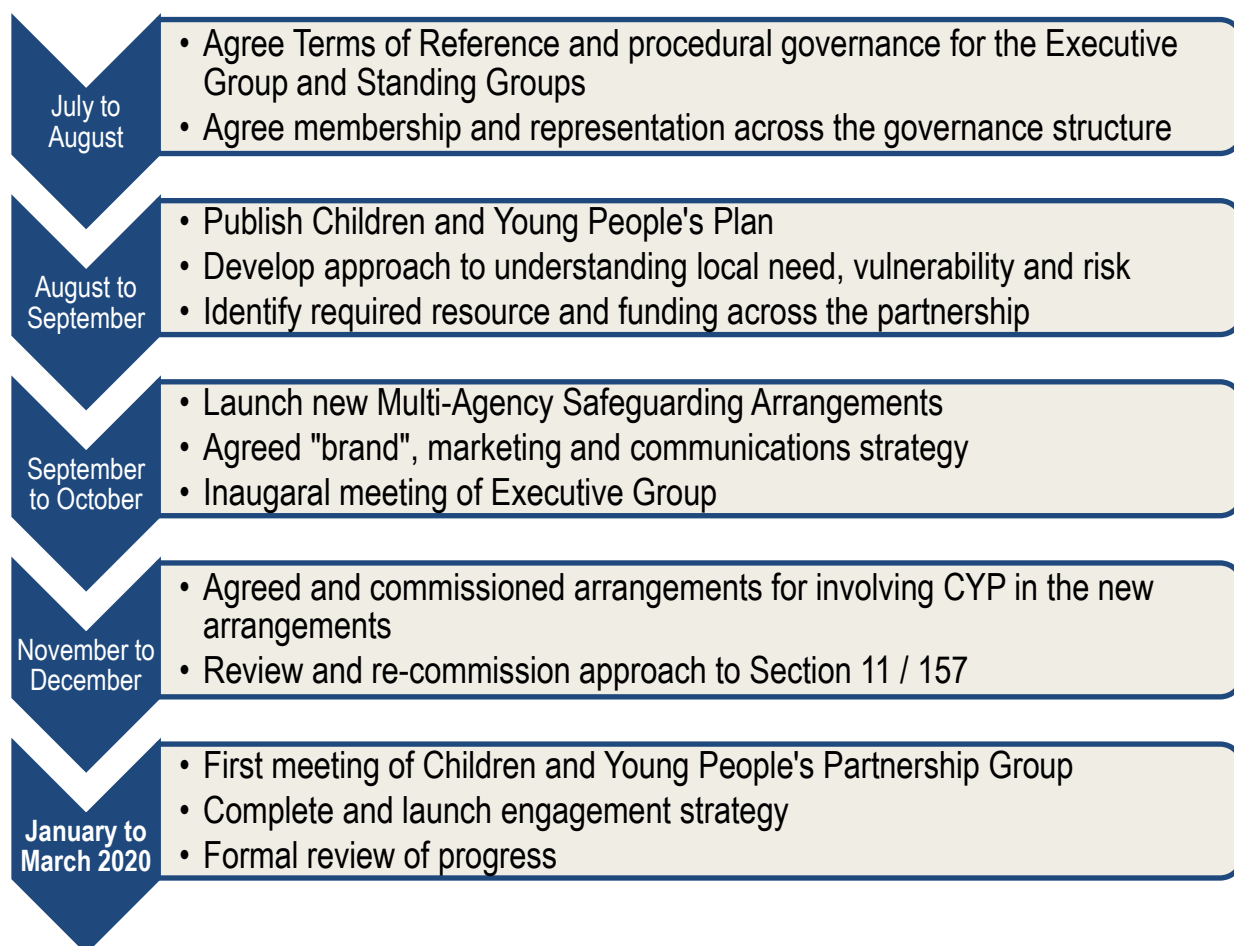 July to
August
• Agree Terms of Reference and procedural governance for the Executive
Group and Standing Groups
• Agree membership and representation across the governance structure
August to
September
• Publish Children and Young People's Plan
• Develop approach to understanding local need, vulnerability and risk
• Identify required resource and funding across the partnership
September
to October
• Launch new Multi-Agency Safeguarding Arrangements
• Agreed "brand", marketing and communications strategy
• Inaugaral meeting of Executive Group
November to
December
• Agreed and commissioned arrangements for involving CYP in the new
arrangements
• Review and re-commission approach to Section 11 / 157
January to
March 2020
• First meeting of Children and Young People's Partnership Group
• Complete and launch engagement strategy
• Formal review of progress